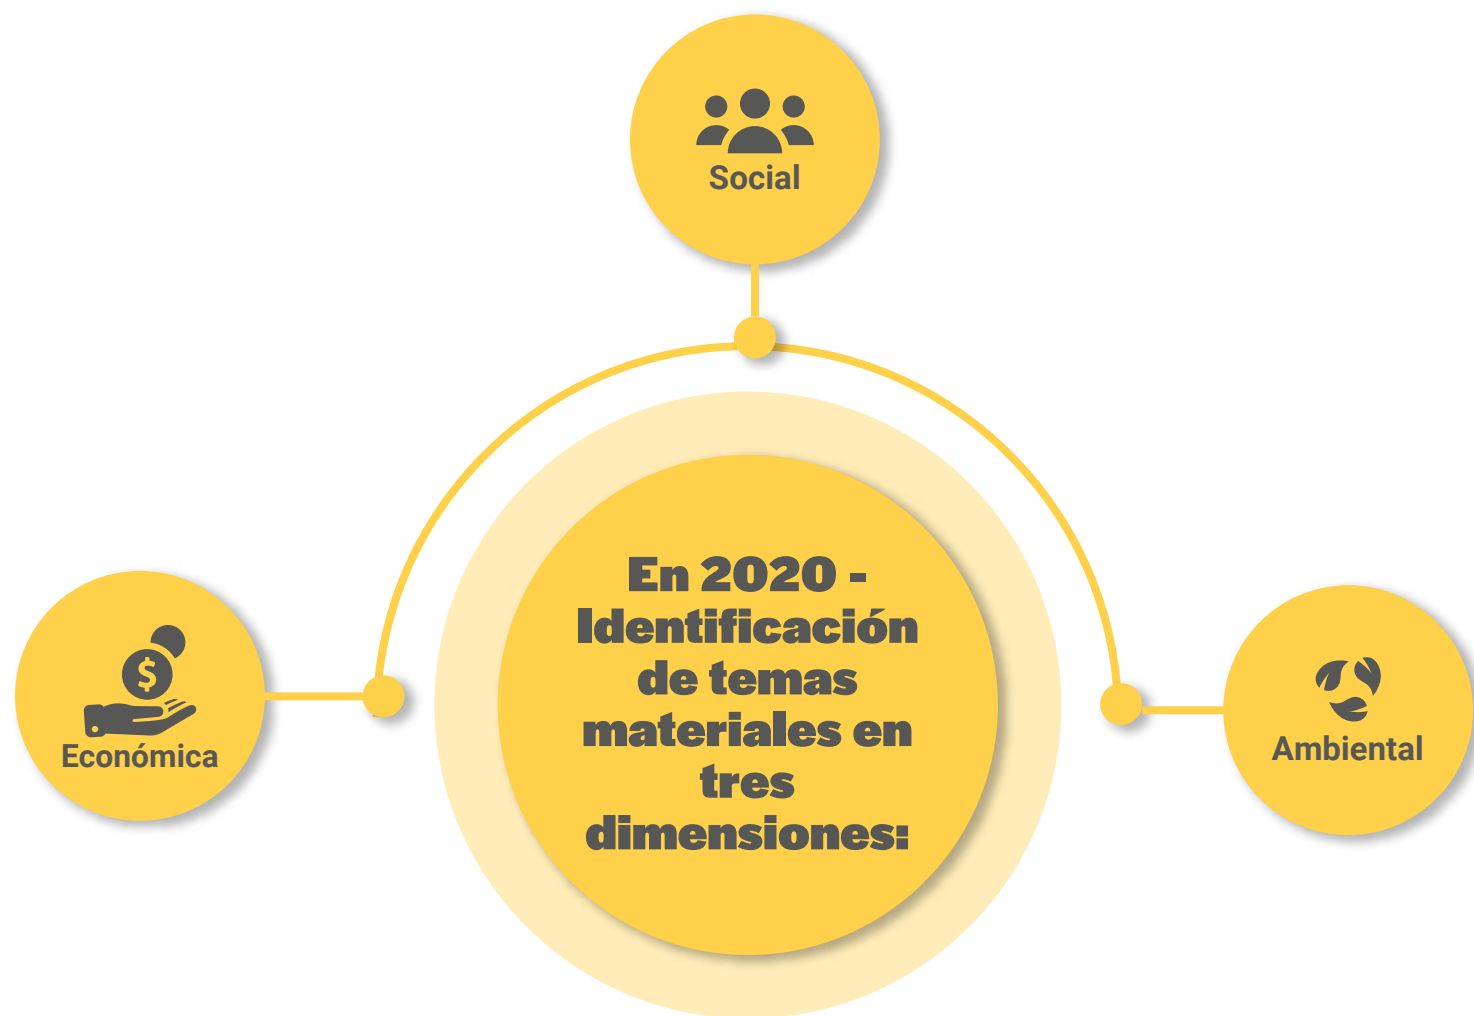 Social
En 2020 -
Identificación
de temas
materiales en
tres
dimensiones:
Económica
Ambiental